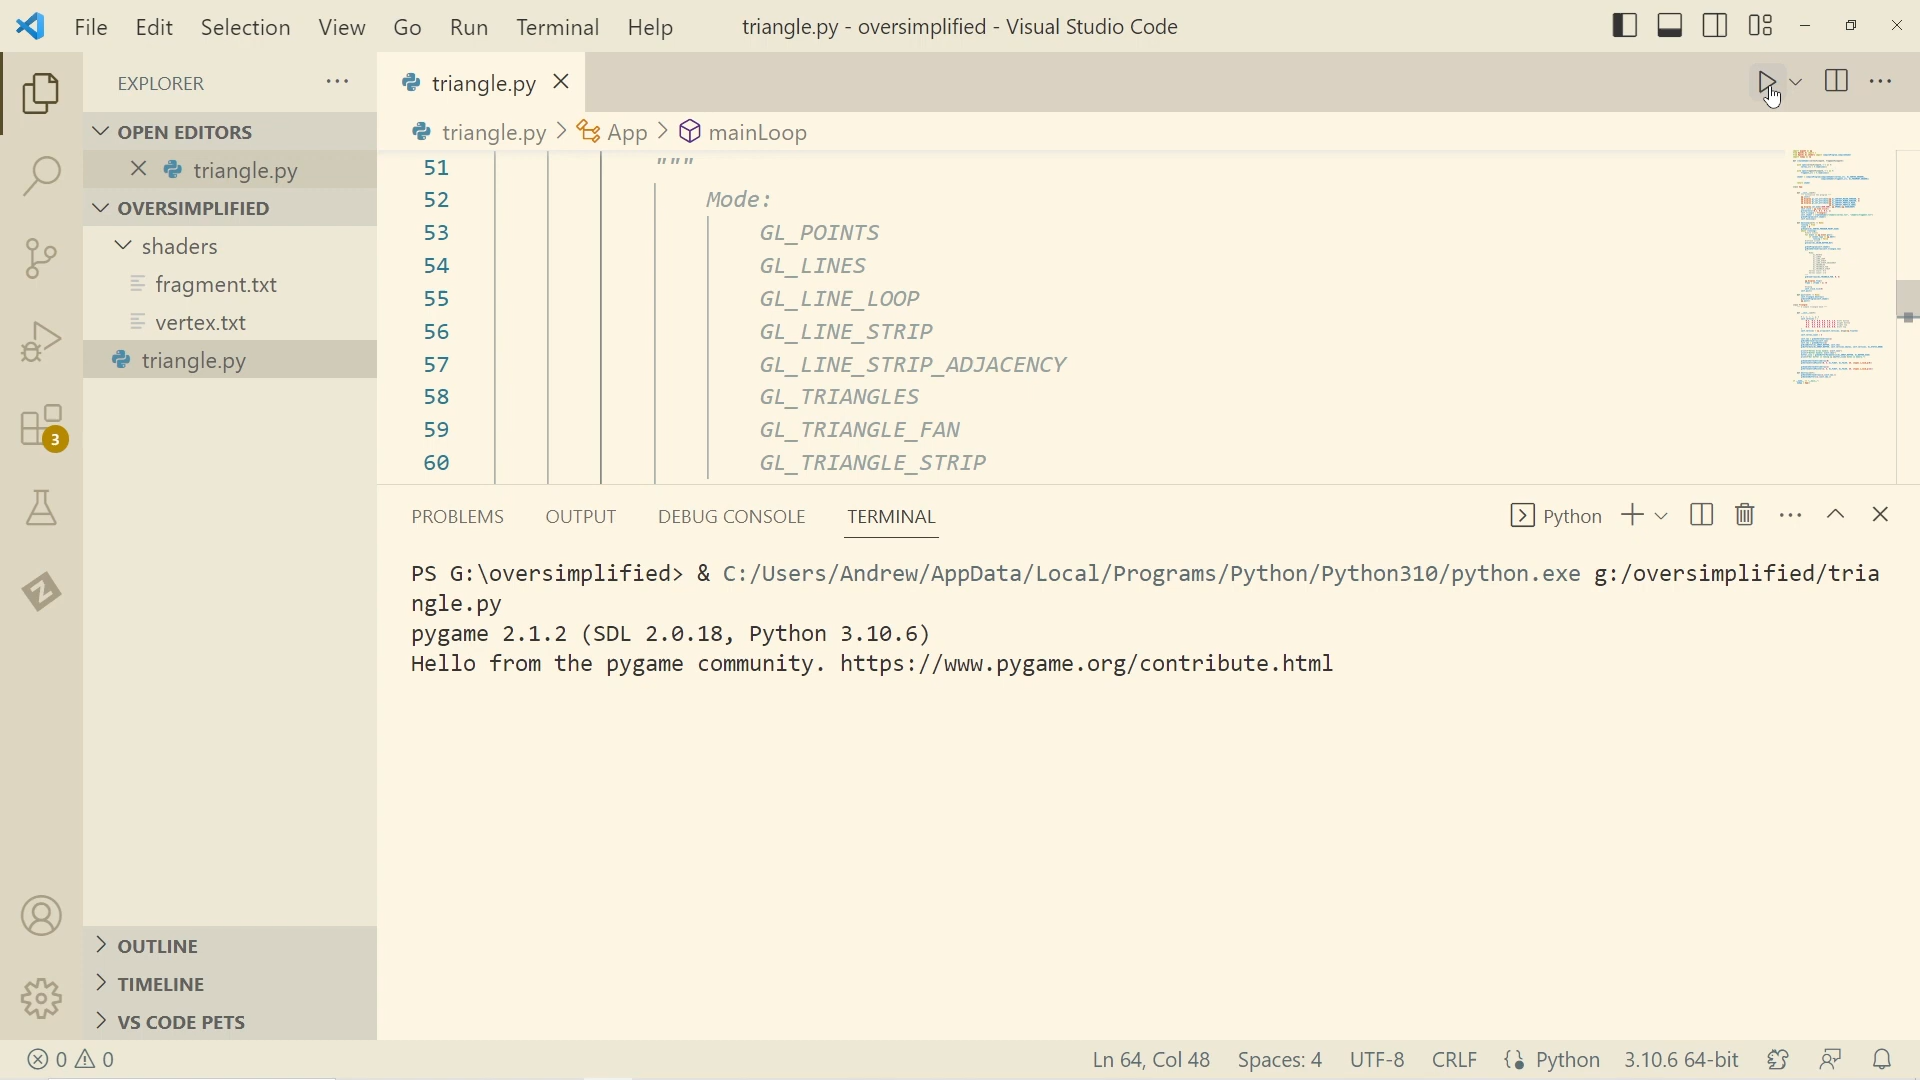 File Edit Selection View Go Run Terminal Help triangle.py - oversimplified - Visual Studio Code
EXPLORER
OPEN EDITORS
triangle.py
OVERSIMPLIFIED
shaders
fragment.txt
vertex.txt
triangle.py
3
OUTLINE
TIMELINE
VS CODE PETS
triangle.py
triangle.py > App > mainLoop
51 """
52 Mode:
53 GL_POINTS
54 GL_LINES
55 GL_LINE_LOOP
56 GL_LINE_STRIP
57 GL_LINE_STRIP_ADJACENCY
58 GL_TRIANGLES
59 GL_TRIANGLE_FAN
60 GL_TRIANGLE_STRIP
PROBLEMS OUTPUT DEBUG CONSOLE TERMINAL Python
PS G:\oversimplified> & C:/Users/Andrew/AppData/Local/Programs/Python/Python310/python.exe g:/oversimplified/tria
ngle.py
pygame 2.1.2 (SDL 2.0.18, Python 3.10.6)
Hello from the pygame community. https://www.pygame.org/contribute.html
0 0 Ln 64, Col 48 Spaces: 4 UTF-8 CRLF Python 3.10.6 64-bit